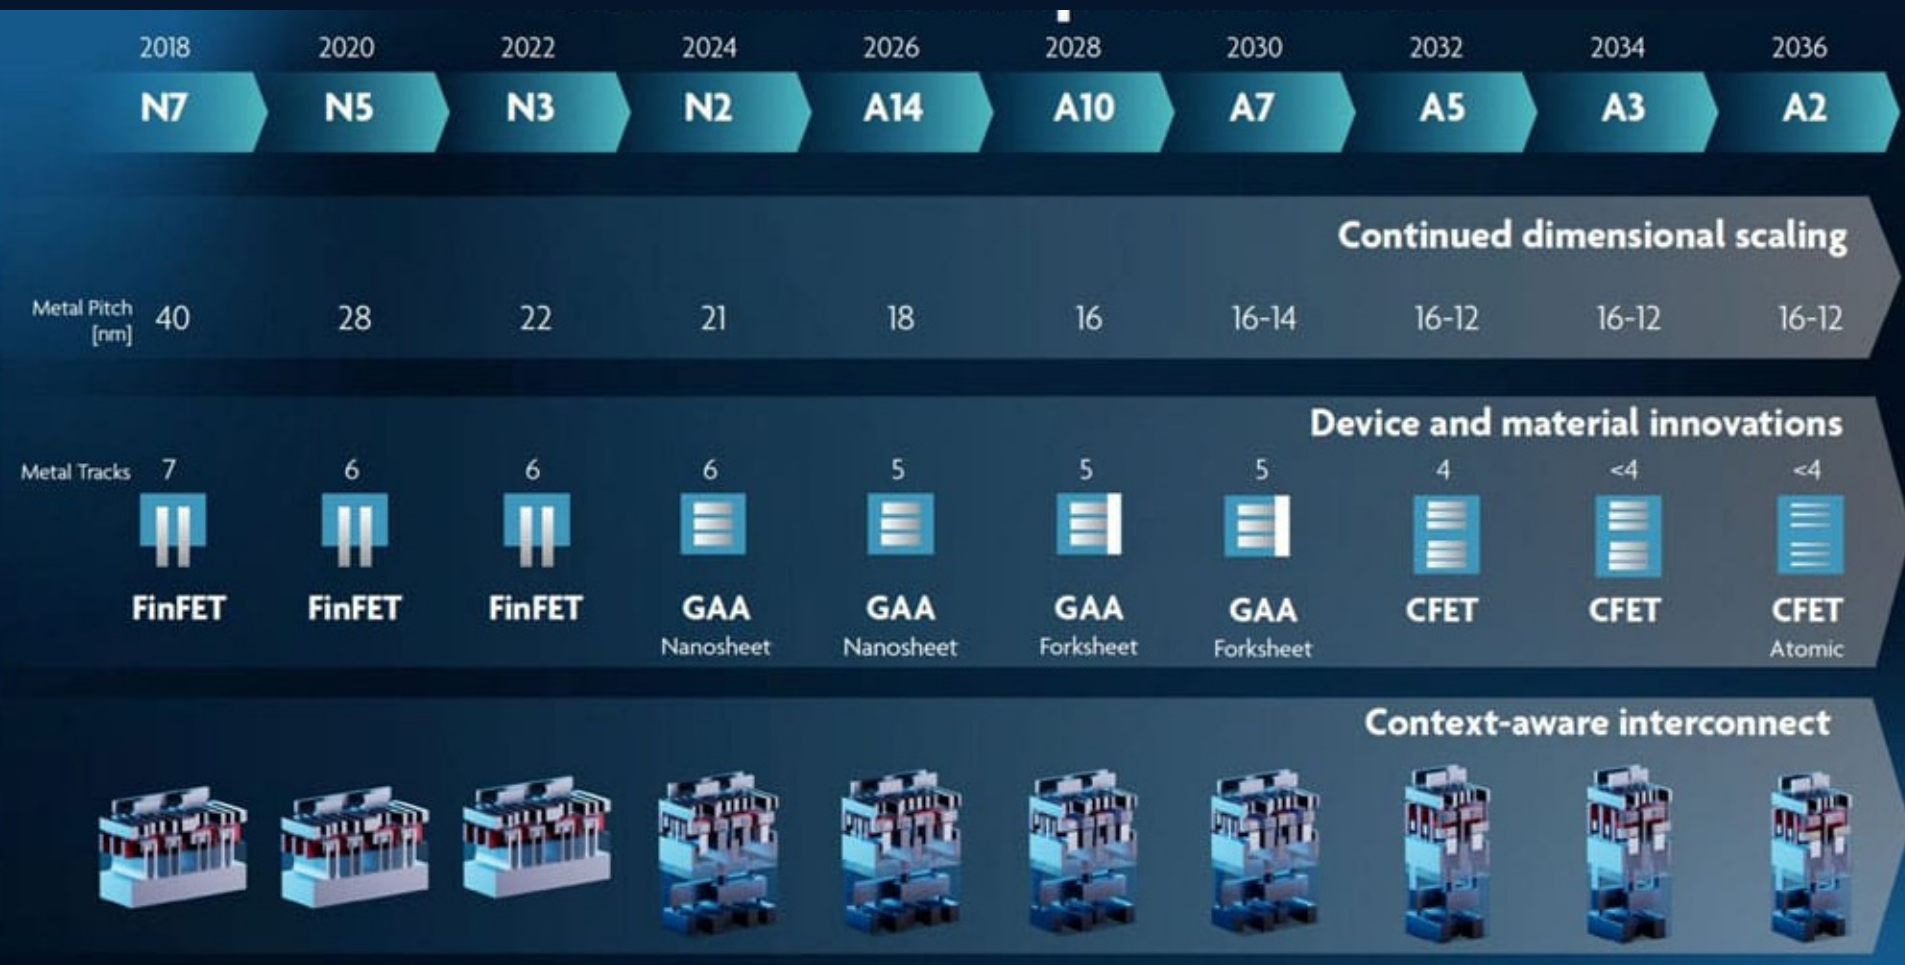 2018 2020 2022 2024 2026 2028 2030 2032 2034 2036
N7 N5 N3 N2 A14 A10 A7 A5 A3 A2
Continued dimensional scaling
Metal Pitch
[nm]
40 28 22 21 18 16 16-14 16-12 16-12 16-12
Device and material innovations
Metal Tracks 7 6 6 6 5 5 5 4 <4 <4
FinFET FinFET FinFET GAA GAA GAA GAA CFET CFET CFET
Nanosheet Nanosheet Forksheet Forksheet Atomic
Context-aware interconnect